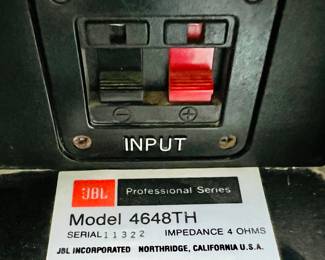 − +
INPUT
JBL Professional Series
Model 4648TH
SERIAL 11322 IMPEDANCE 4 OHMS
JBL INCORPORATED NORTHRIDGE, CALIFORNIA U.S.A.